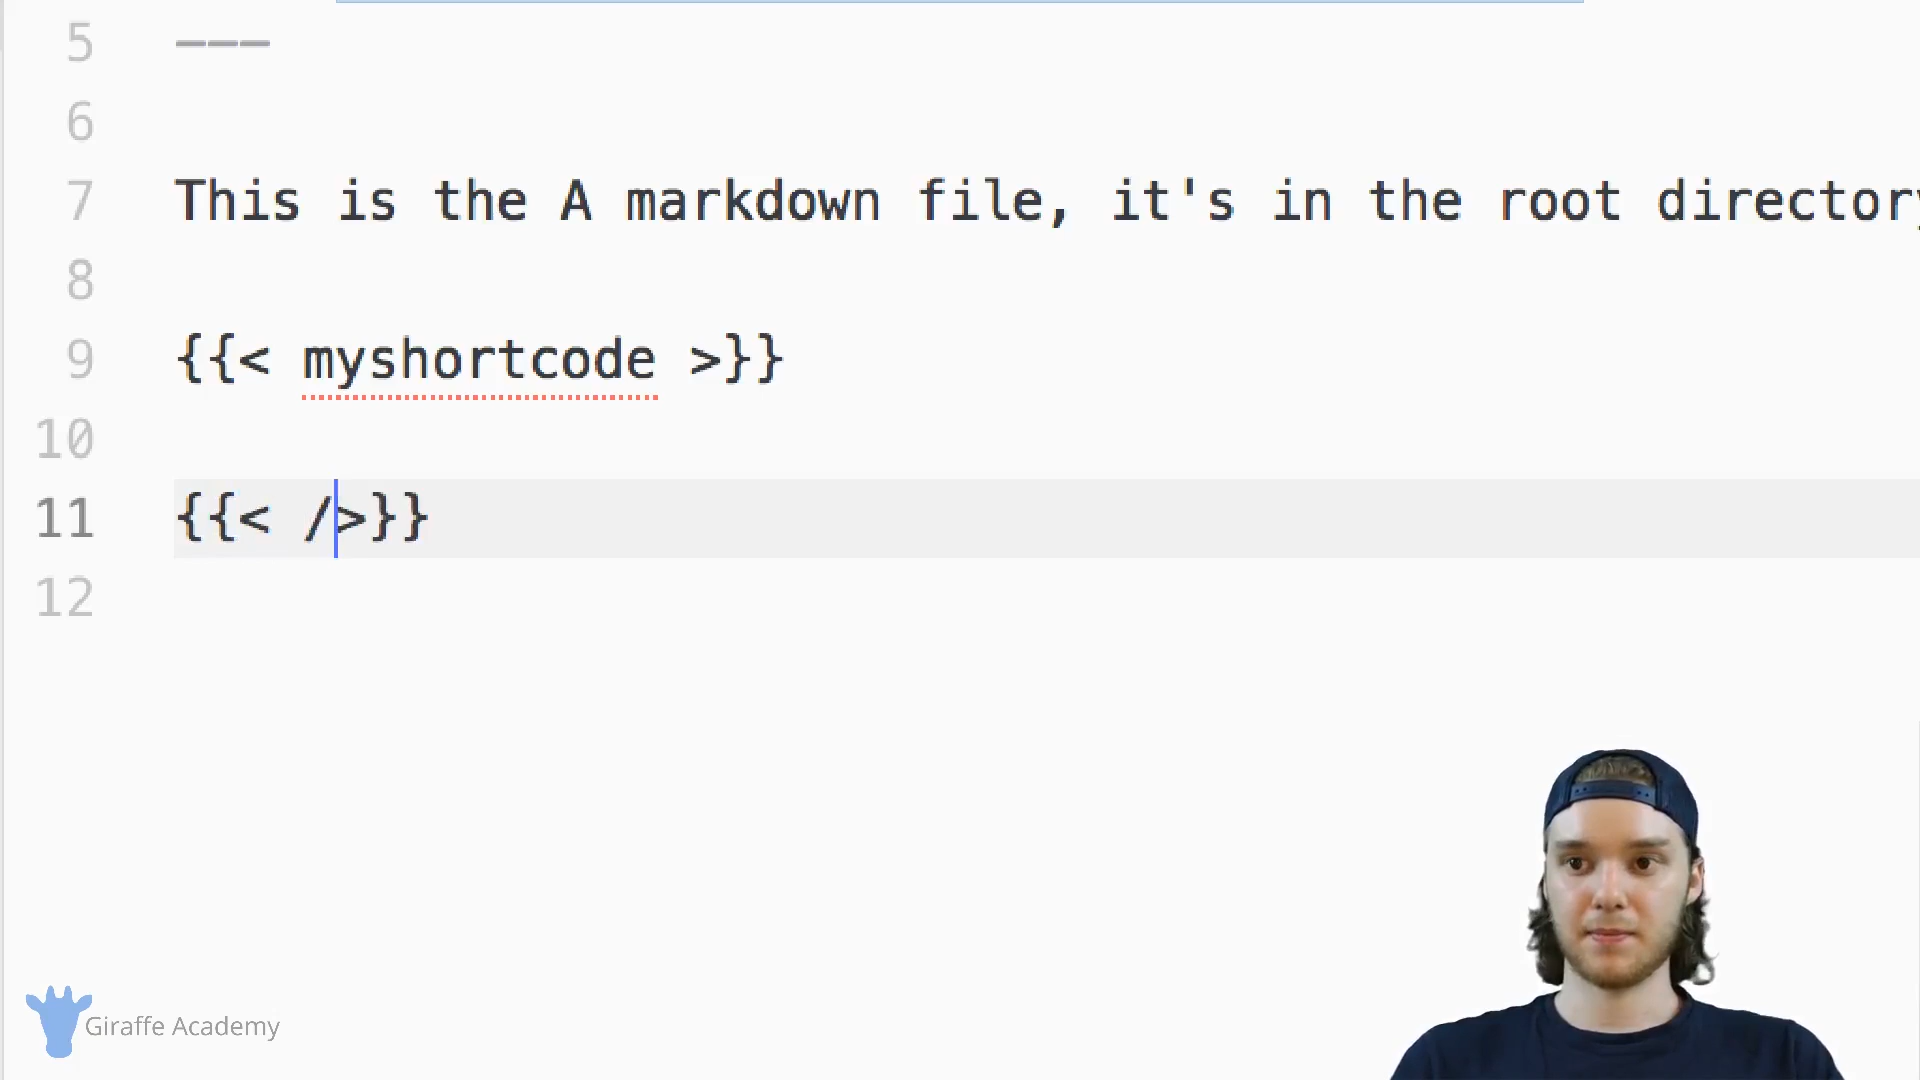 5 ---
6
7 This is the A markdown file, it's in the root directory
8
9 {{< myshortcode >}}
10
11 {{< />}}
12
Giraffe Academy